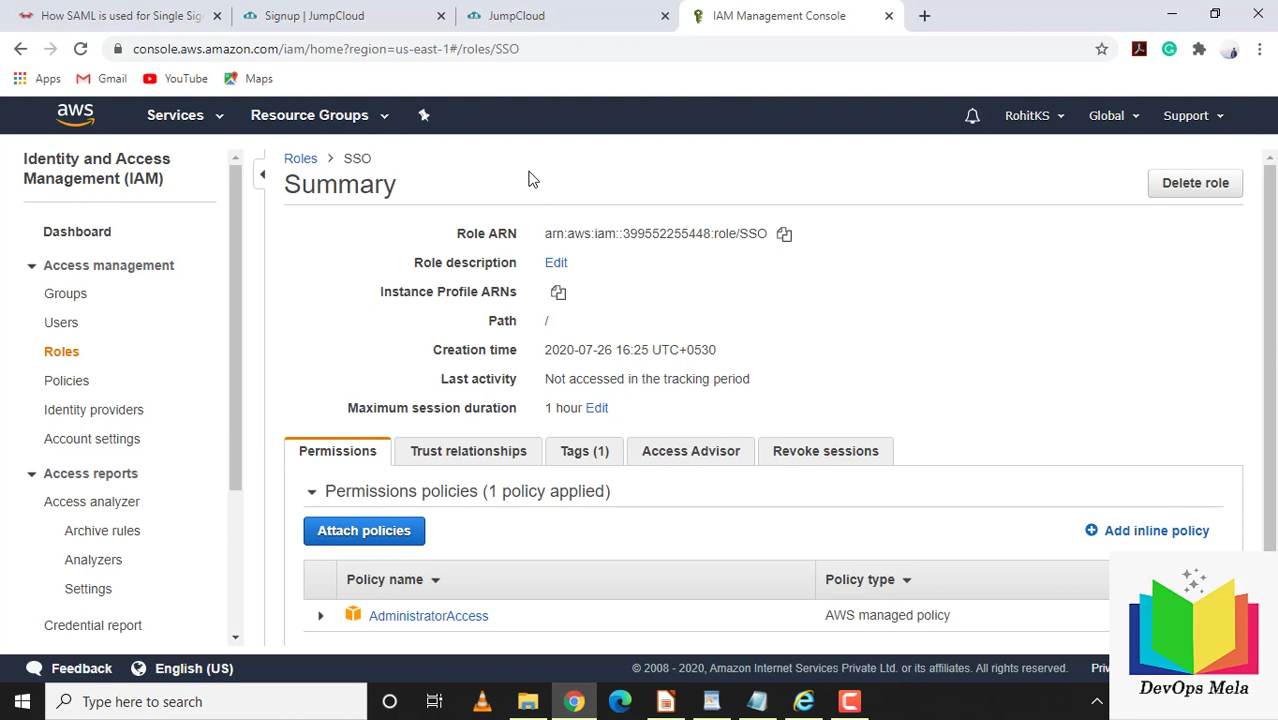 How SAML is used for Single Sig
Signup | JumpCloud
JumpCloud
IAM Management Console
console.aws.amazon.com/iam/home?region=us-east-1#/roles/SSO
Apps
Gmail
YouTube
Maps
aws
Services
Resource Groups
RohitKS
Global
Support
Identity and Access
Management (IAM)
Dashboard
Access management
Groups
Users
Roles
Policies
Identity providers
Account settings
Access reports
Access analyzer
Archive rules
Analyzers
Settings
Credential report
Roles > SSO
Summary
Delete role
Role ARN arn:aws:iam::399552255448:role/SSO
Role description Edit
Instance Profile ARNs
Path /
Creation time 2020-07-26 16:25 UTC+0530
Last activity Not accessed in the tracking period
Maximum session duration 1 hour Edit
Permissions
Trust relationships
Tags (1)
Access Advisor
Revoke sessions
Permissions policies (1 policy applied)
Attach policies
Add inline policy
Policy name
Policy type
AdministratorAccess
AWS managed policy
DevOps Mela
Feedback
English (US)
© 2008 - 2020, Amazon Internet Services Private Ltd. or its affiliates. All rights reserved.
Type here to search